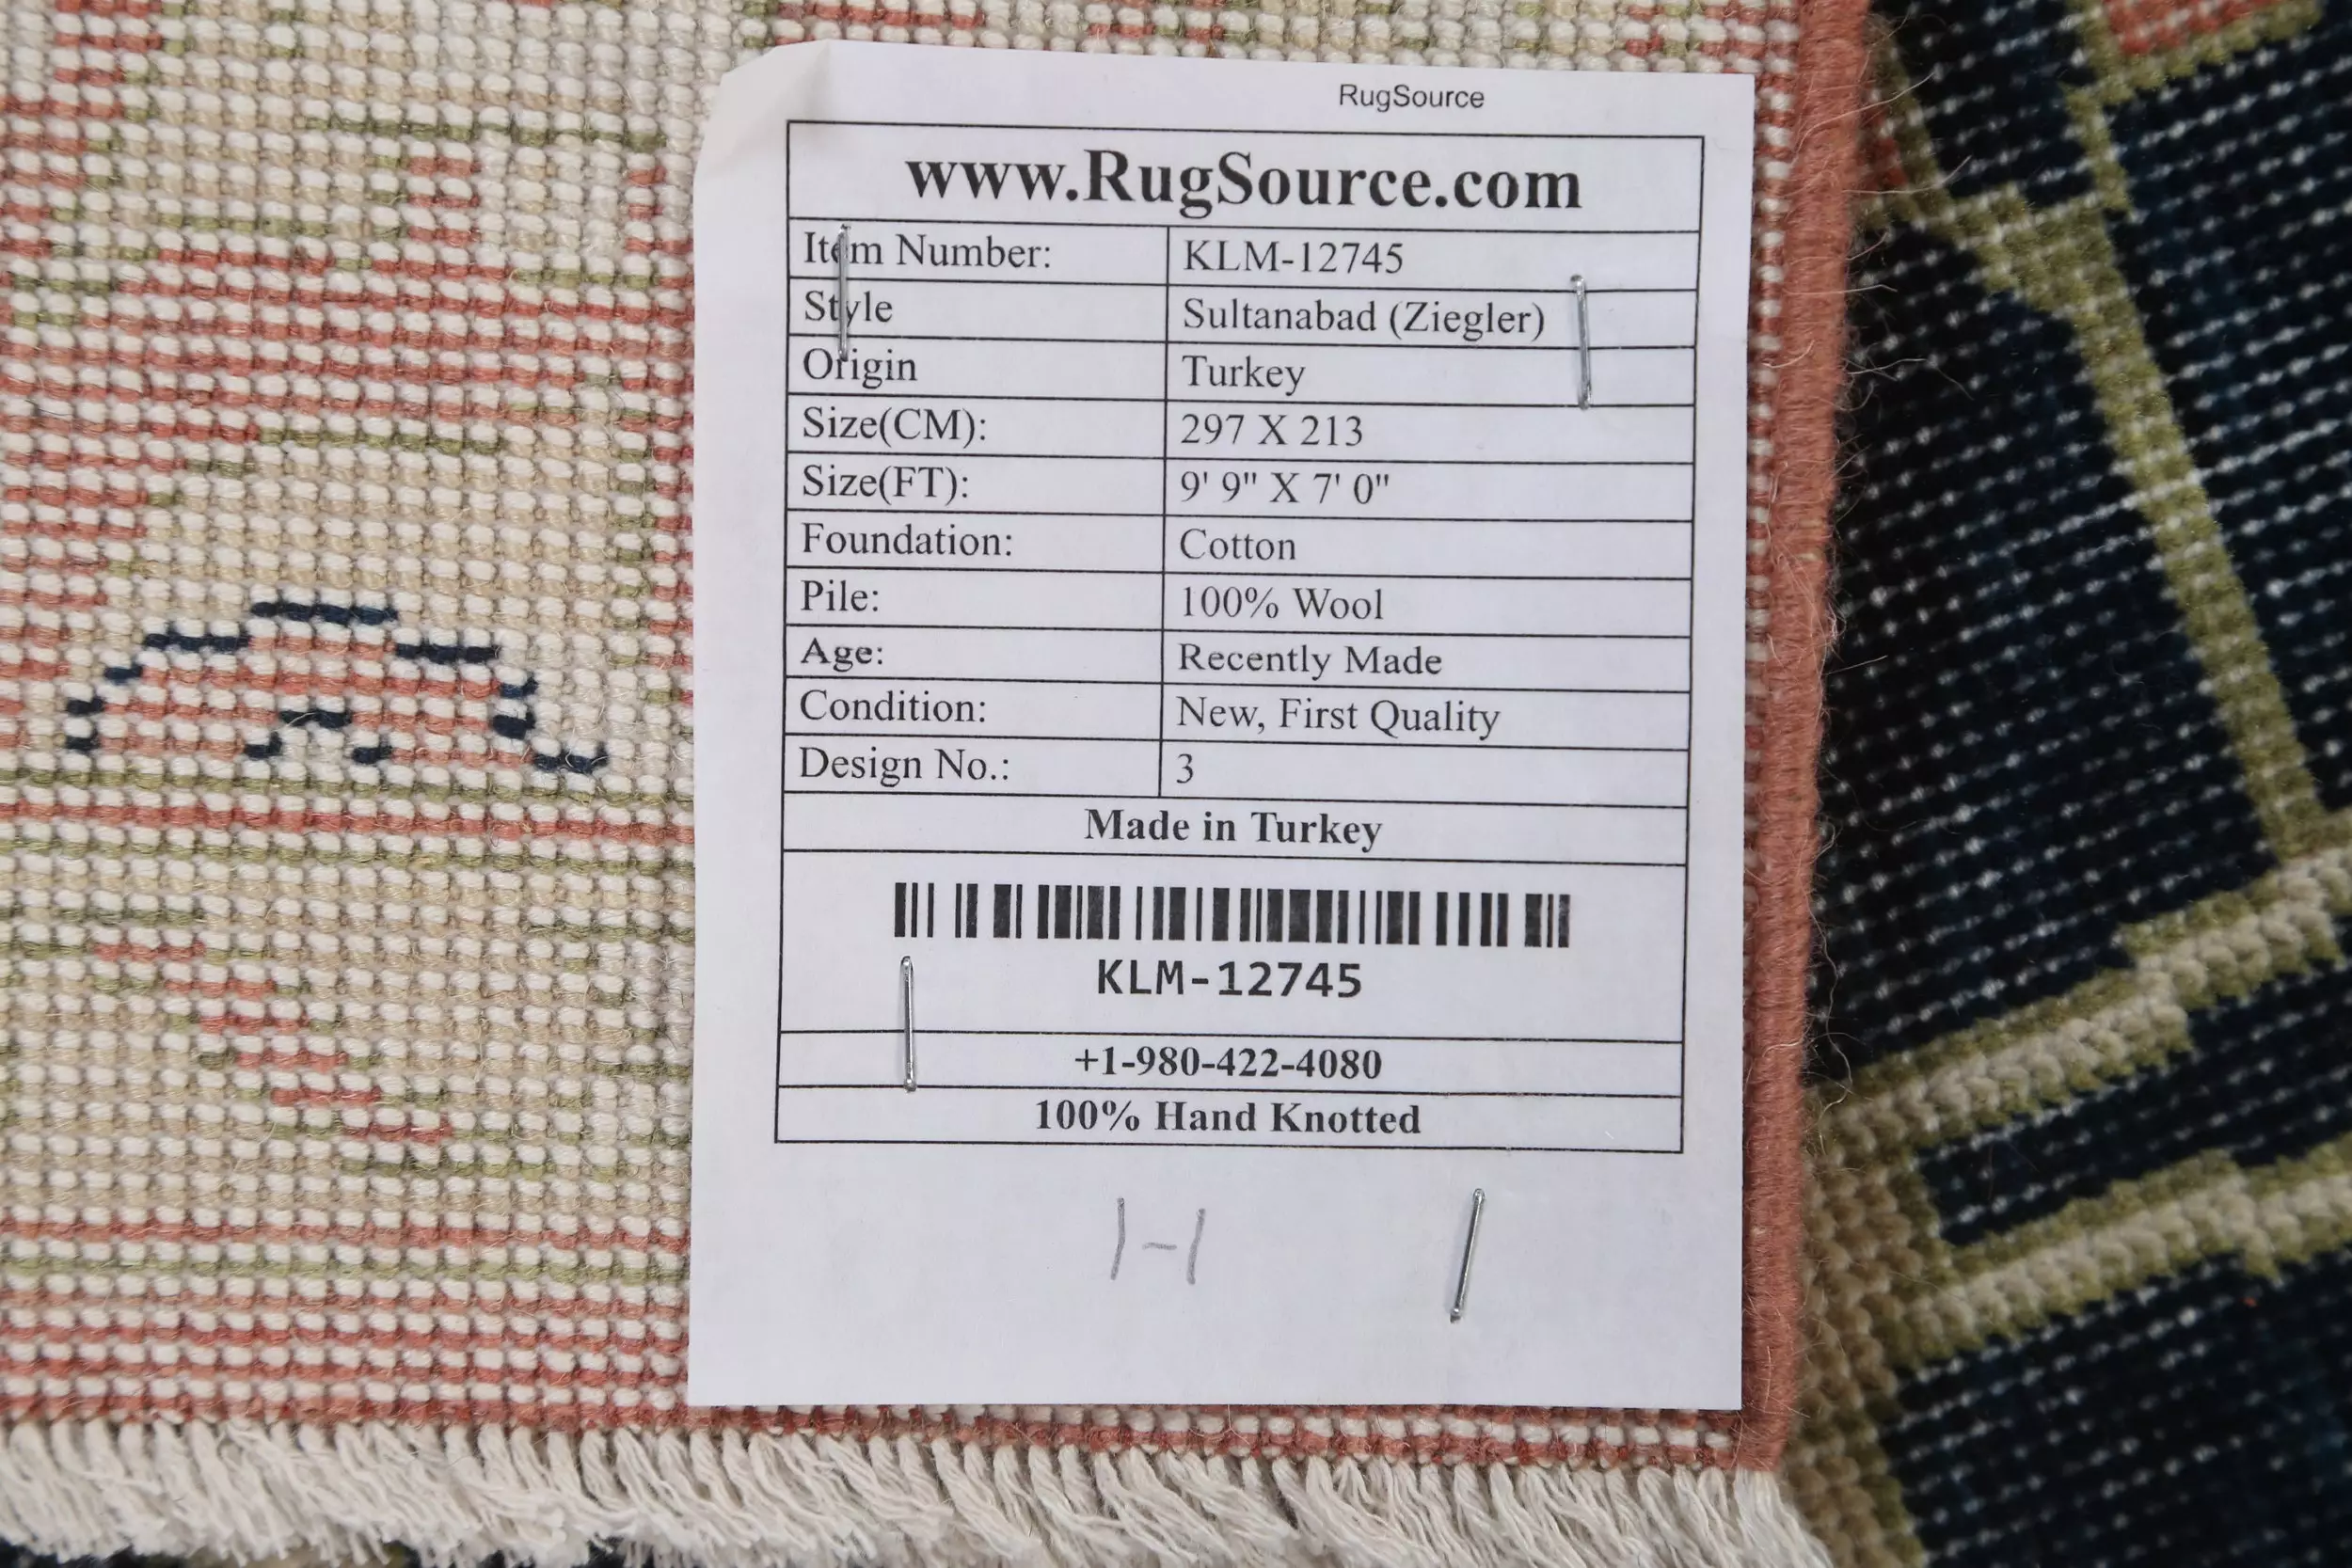 RugSource
www.RugSource.com
Item Number: KLM-12745
Style Sultanabad (Ziegler)
Origin Turkey
Size(CM): 297 X 213
Size(FT): 9' 9" X 7' 0"
Foundation: Cotton
Pile: 100% Wool
Age: Recently Made
Condition: New, First Quality
Design No.: 3
Made in Turkey
KLM-12745
+1-980-422-4080
100% Hand Knotted
1-1